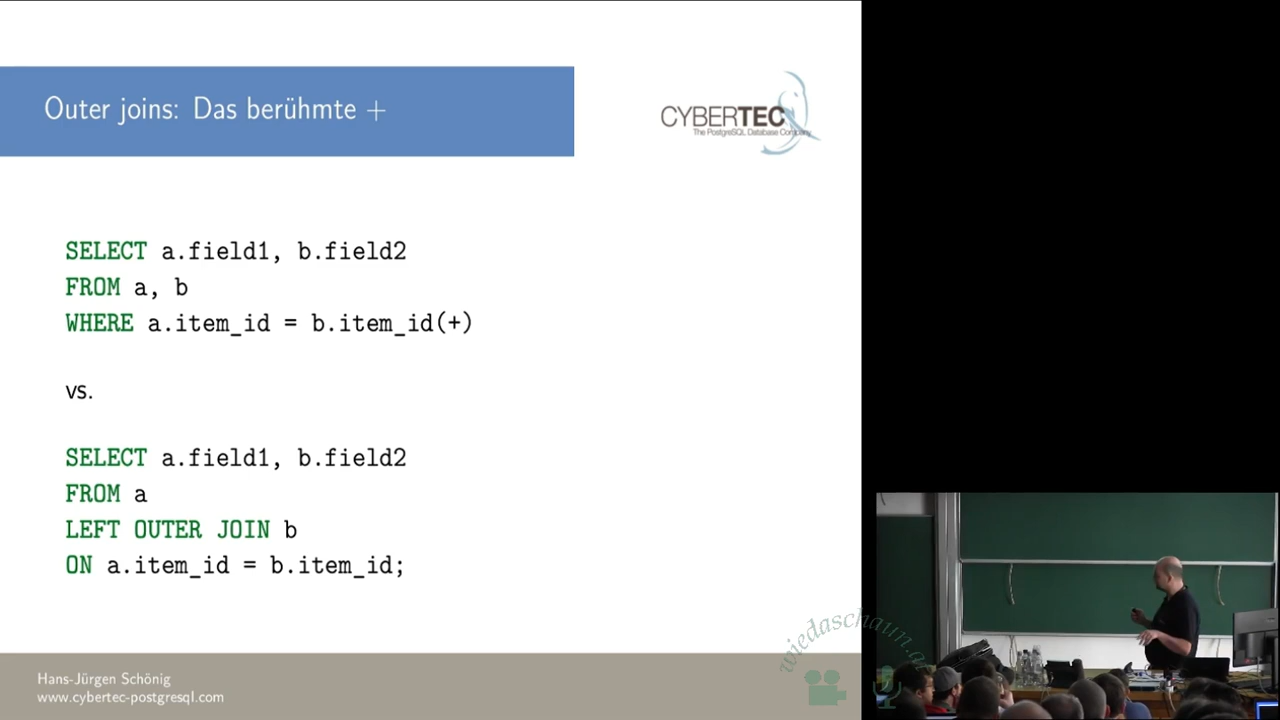 Outer joins: Das berühmte +
CYBERTEC
The PostgreSQL Database Company
SELECT a.field1, b.field2
FROM a, b
WHERE a.item_id = b.item_id(+)
vs.
SELECT a.field1, b.field2
FROM a
LEFT OUTER JOIN b
ON a.item_id = b.item_id;
Hans-Jürgen Schönig
www.cybertec-postgresql.com